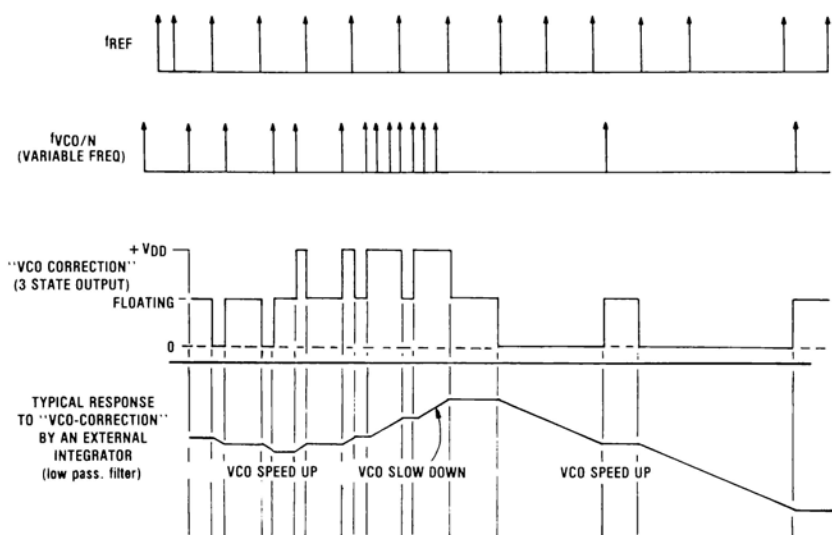 fREF
fVCO/N
(VARIABLE FREQ)
+ VDD
"VCO CORRECTION"
(3 STATE OUTPUT)
FLOATING
0
TYPICAL RESPONSE
TO "VCO-CORRECTION"
BY AN EXTERNAL
INTEGRATOR
(low pass. filter)
VCO SPEED UP
VCO SLOW DOWN
VCO SPEED UP